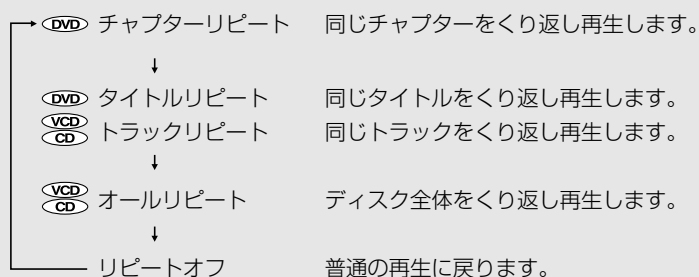 DVD チャプターリピート 同じチャプターをくり返し再生します。
DVD タイトルリピート 同じタイトルをくり返し再生します。
VCD CD トラックリピート 同じトラックをくり返し再生します。
VCD CD オールリピート ディスク全体をくり返し再生します。
リピートオフ 普通の再生に戻ります。